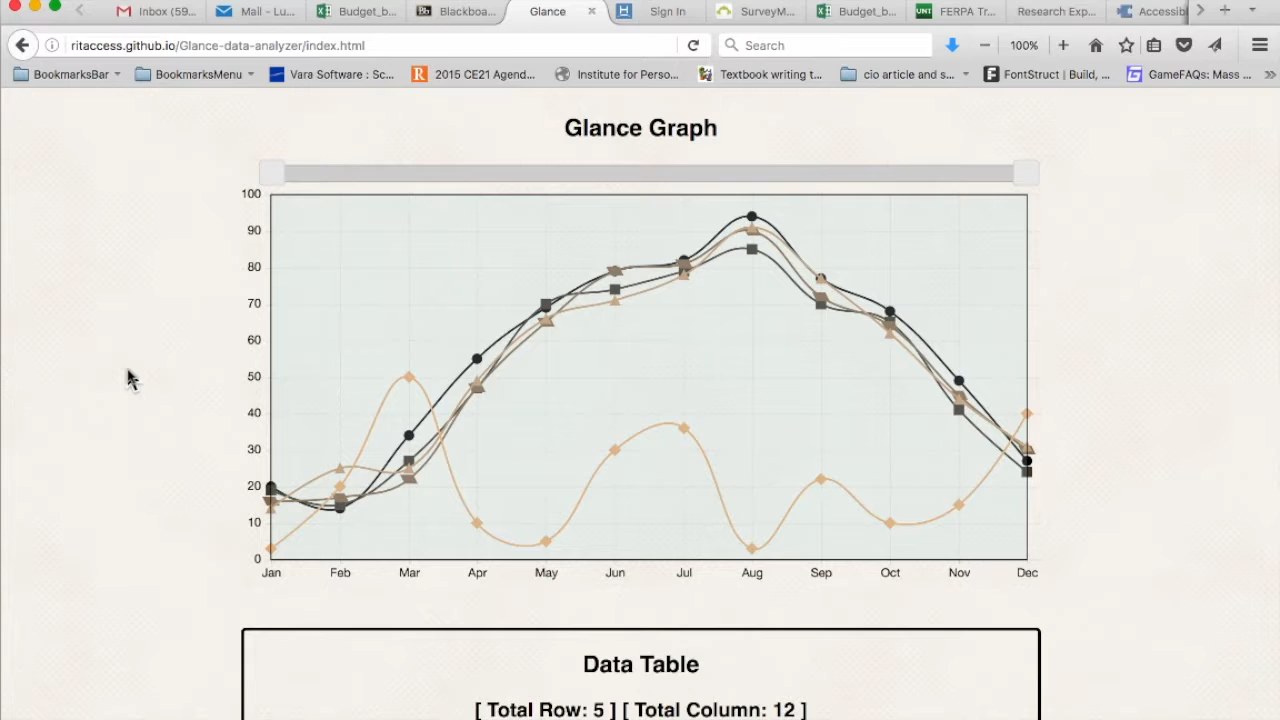 Inbox (59...
Mail – Lu...
Budget_b...
Bb
Blackboa...
Glance
Sign In
SurveyM...
Budget_b...
UNT
FERPA Tr...
Research Exp...
Accessib
ritaccess.github.io/Glance-data-analyzer/index.html
Search
100%
BookmarksBar
BookmarksMenu
Vara Software : Sc...
R
2015 CE21 Agend...
Institute for Perso...
Textbook writing t...
cio article and s...
FontStruct | Build, ...
GameFAQs: Mass ...
Glance Graph
100
90
80
70
60
50
40
30
20
10
0
Jan Feb Mar Apr May Jun Jul Aug Sep Oct Nov Dec
Data Table
[ Total Row: 5 ] [ Total Column: 12 ]